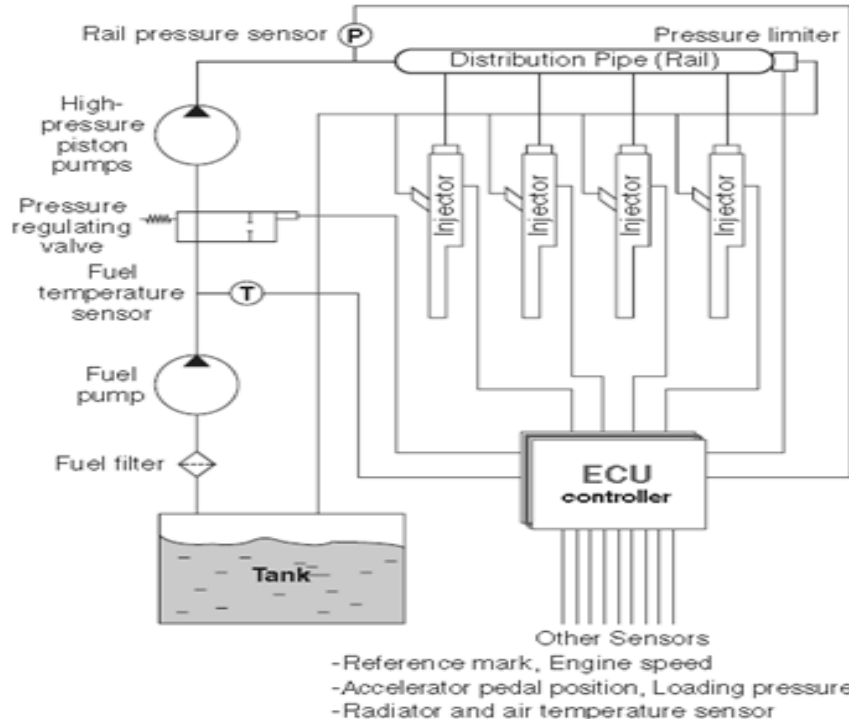 Rail pressure sensor
P
Pressure limiter
Distribution Pipe (Rail)
High-
pressure
piston
pumps
Injector
Injector
Injector
Injector
Pressure
regulating
valve
Fuel
temperature
sensor
T
Fuel
pump
Fuel filter
ECU
controller
Tank
Other Sensors
-Reference mark, Engine speed
-Accelerator pedal position, Loading pressure
-Radiator and air temperature sensor